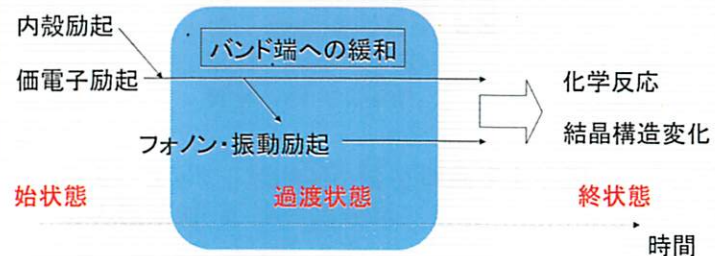 内殻励起
バンド端への緩和
価電子励起
化学反応
フォノン・振動励起
結晶構造変化
始状態
過渡状態
終状態
時間